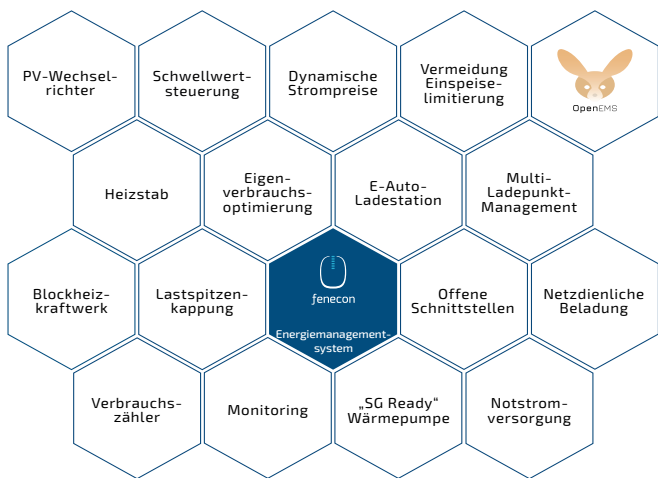 PV-Wechsel-
richter
Schwellwert-
steuerung
Dynamische
Strompreise
Vermeidung
Einspeise-
limitierung
OpenEMS
Heizstab
Eigen-
verbrauchs-
optimierung
E-Auto-
Ladestation
Multi-
Ladepunkt-
Management
Blockheiz-
kraftwerk
Lastspitzen-
kappung
fenecon
Energiemanagement-
system
Offene
Schnittstellen
Netzdienliche
Beladung
Verbrauchs-
zähler
Monitoring
„SG Ready“
Wärmepumpe
Notstrom-
versorgung